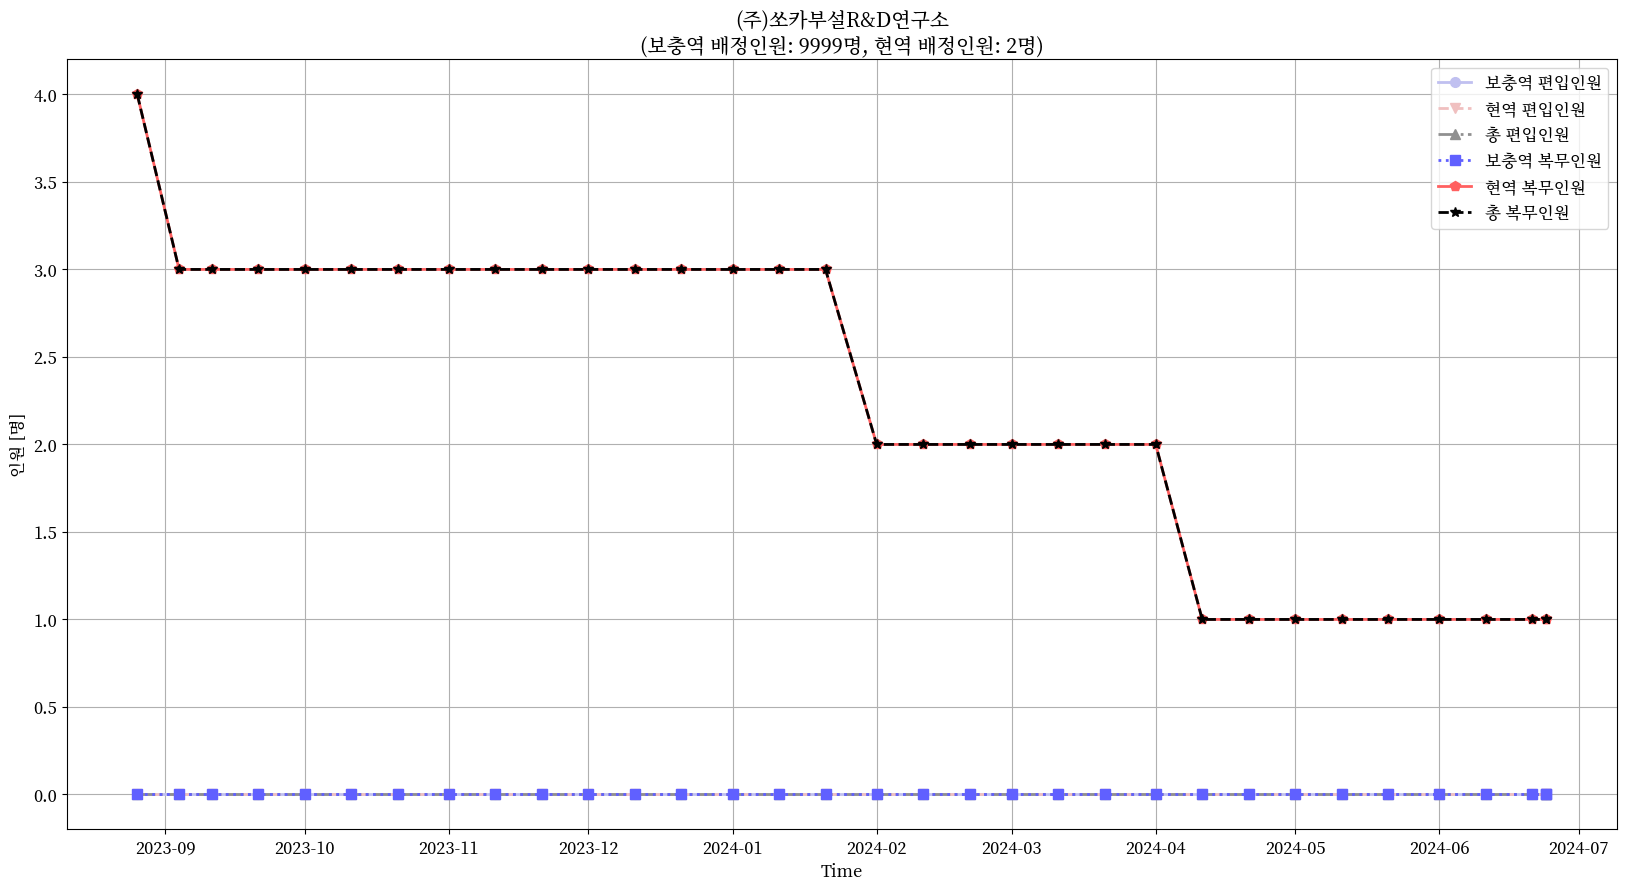 (주)쏘카부설R&D연구소
(보충역 배정인원: 9999명, 현역 배정인원: 2명)
보충역 편입인원
현역 편입인원
총 편입인원
보충역 복무인원
현역 복무인원
총 복무인원
인원 [명]
4.0
3.5
3.0
2.5
2.0
1.5
1.0
0.5
0.0
2023-09
2023-10
2023-11
2023-12
2024-01
2024-02
2024-03
2024-04
2024-05
2024-06
2024-07
Time